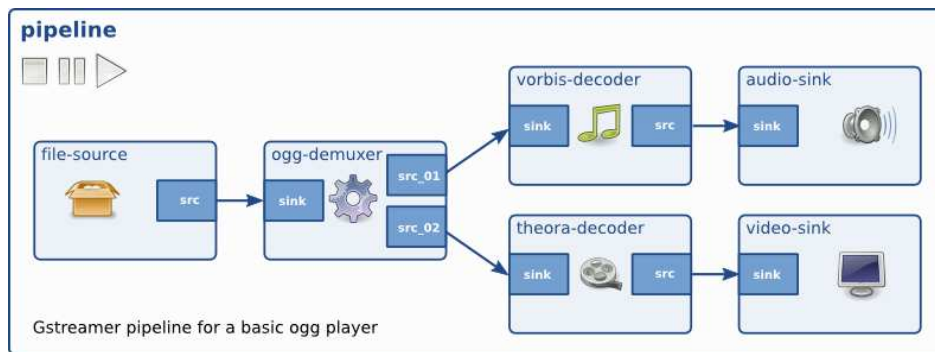 pipeline
vorbis-decoder
audio-sink
sink
src
sink
file-source
ogg-demuxer
src
sink
src_01
src_02
theora-decoder
video-sink
sink
src
sink
Gstreamer pipeline for a basic ogg player